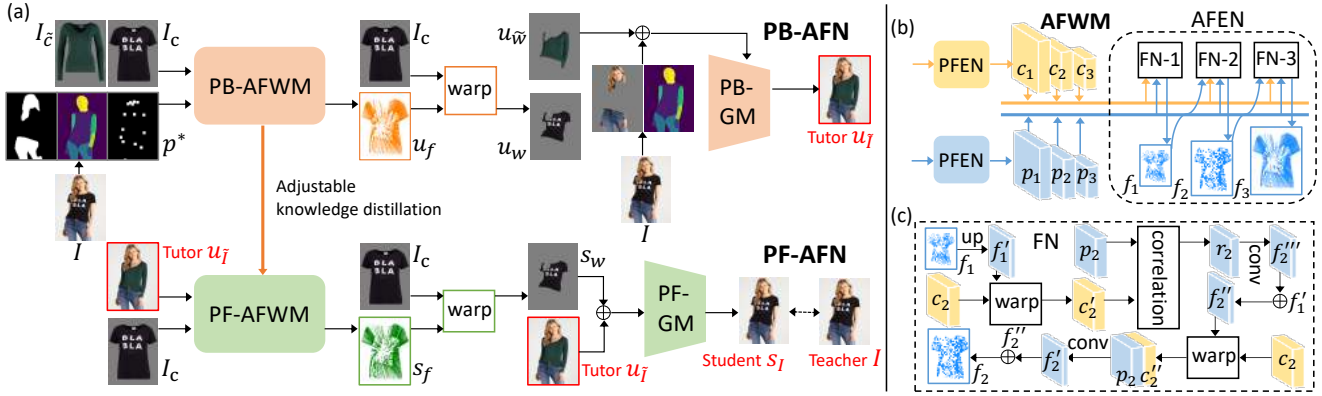 (a)
I_c̃
I_c
PB-AFWM
p*
I
Adjustable
knowledge distillation
I_c
u_f
warp
u_w̃
u_w
I
PB-AFN
PB-
GM
Tutor u_Ĩ
Tutor u_Ĩ
I_c
PF-AFWM
I_c
s_f
warp
s_w
Tutor u_Ĩ
PF-AFN
PF-
GM
Student s_I
Teacher I
(b)
AFWM
AFEN
PFEN
c_1
c_2
c_3
FN-1
FN-2
FN-3
PFEN
p_1
p_2
p_3
f_1
f_2
f_3
(c)
FN
up
f_1
f_1′
p_2
correlation
r_2
conv
f_2‴
c_2
warp
c_2′
f_2″
f_1′
f_2
f_2″
f_2′
conv
p_2
c_2″
warp
c_2